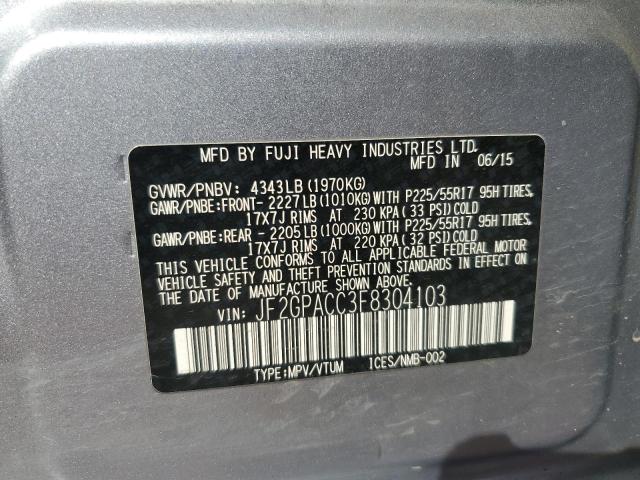 MFD BY FUJI HEAVY INDUSTRIES LTD.
MFD IN 06/15
GVWR/PNBV: 4343LB(1970KG)
GAWR/PNBE:FRONT- 2227LB(1010KG)WITH P225/55R17 95H TIRES,
17X7J RIMS AT 230 KPA(33 PSI)COLD
GAWR/PNBE:REAR - 2205LB(1000KG)WITH P225/55R17 95H TIRES,
17X7J RIMS AT 220 KPA(32 PSI)COLD
THIS VEHICLE CONFORMS TO ALL APPLICABLE FEDERAL MOTOR
VEHICLE SAFETY,BUMPER,AND THEFT PREVENTION STANDARDS IN EFFECT ON
THE DATE OF MANUFACTURE SHOWN ABOVE.
VIN: JF2GPACC3F8304103
TYPE:MPV/VTUM ICES/NMB-002